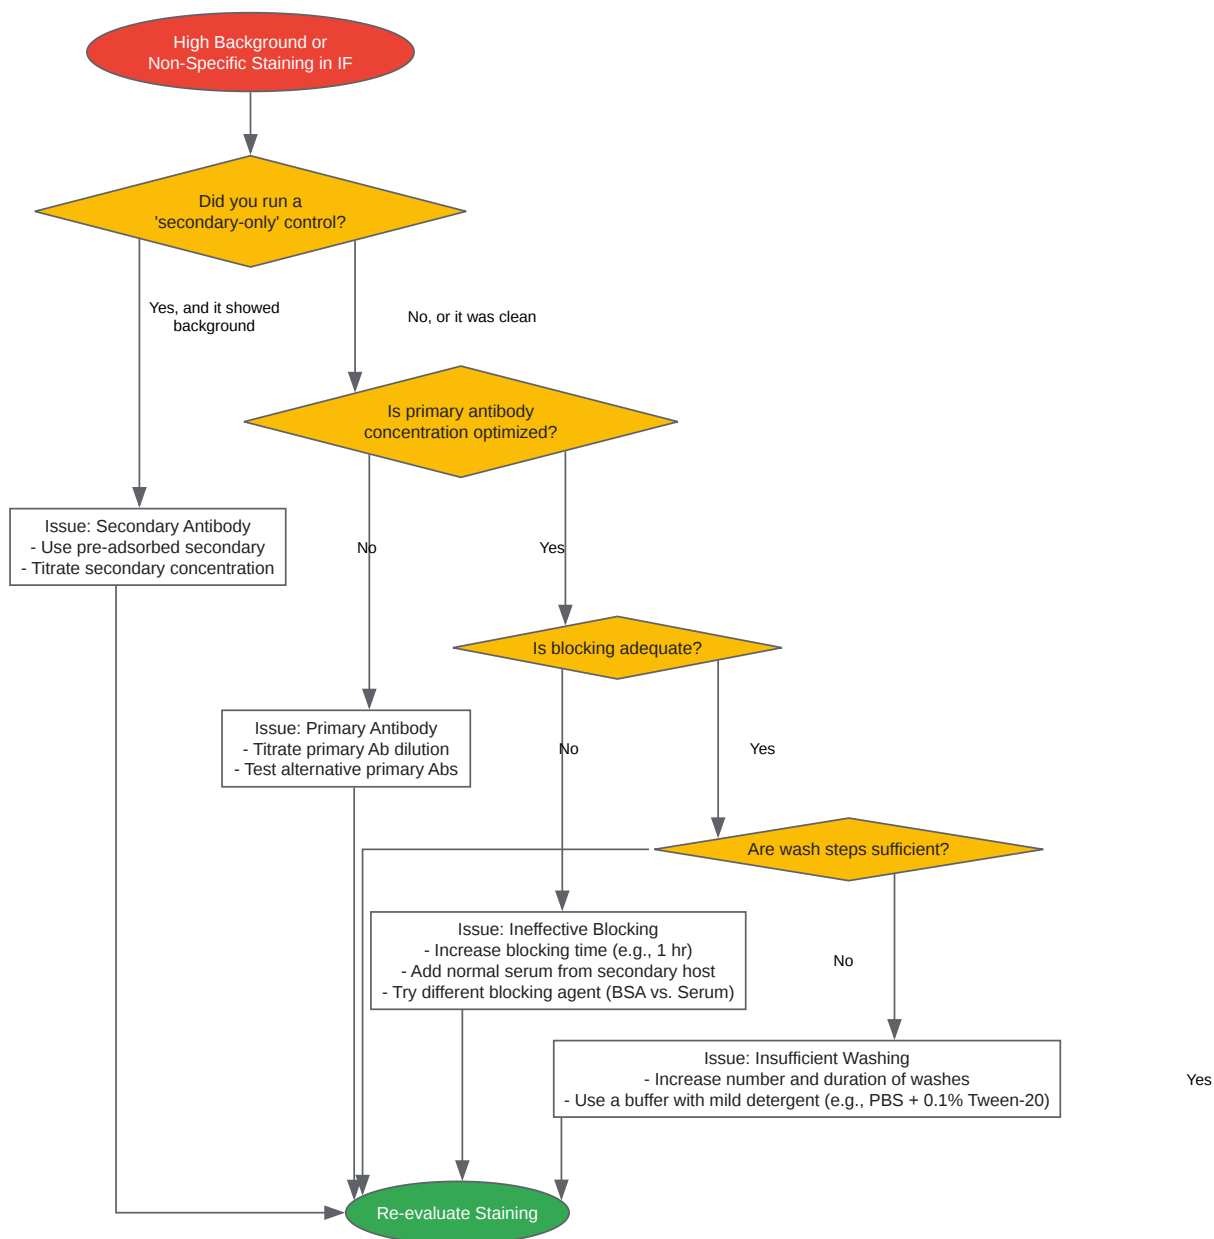 High Background or
Non-Specific Staining in IF
Did you run a
'secondary-only' control?
Yes, and it showed
background
No, or it was clean
Is primary antibody
concentration optimized?
Issue: Secondary Antibody
- Use pre-adsorbed secondary
- Titrate secondary concentration
No
Yes
Is blocking adequate?
Issue: Primary Antibody
- Titrate primary Ab dilution
- Test alternative primary Abs
No
Yes
Are wash steps sufficient?
Issue: Ineffective Blocking
- Increase blocking time (e.g., 1 hr)
- Add normal serum from secondary host
- Try different blocking agent (BSA vs. Serum)
No
Issue: Insufficient Washing
- Increase number and duration of washes
- Use a buffer with mild detergent (e.g., PBS + 0.1% Tween-20)
Yes
Re-evaluate Staining